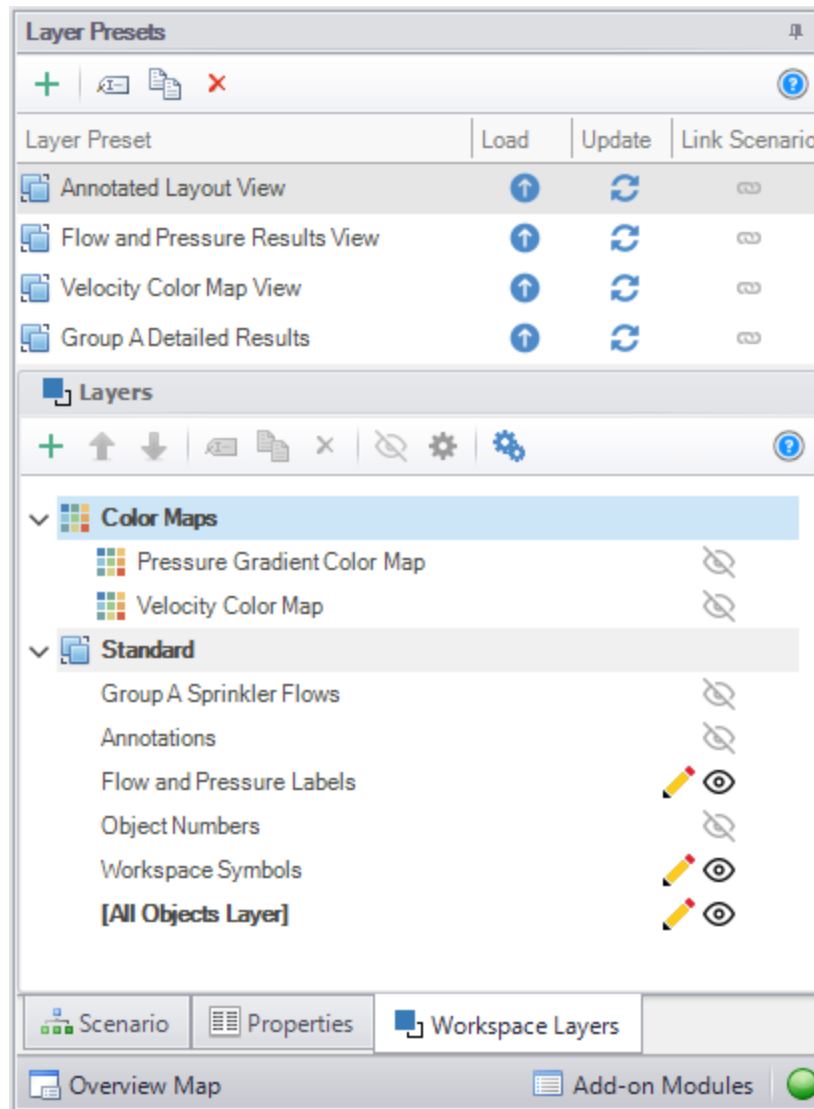 Layer Presets
Layer Preset Load Update Link Scenario
Annotated Layout View
Flow and Pressure Results View
Velocity Color Map View
Group A Detailed Results
Layers
Color Maps
Pressure Gradient Color Map
Velocity Color Map
Standard
Group A Sprinkler Flows
Annotations
Flow and Pressure Labels
Object Numbers
Workspace Symbols
[All Objects Layer]
Scenario Properties Workspace Layers
Overview Map Add-on Modules